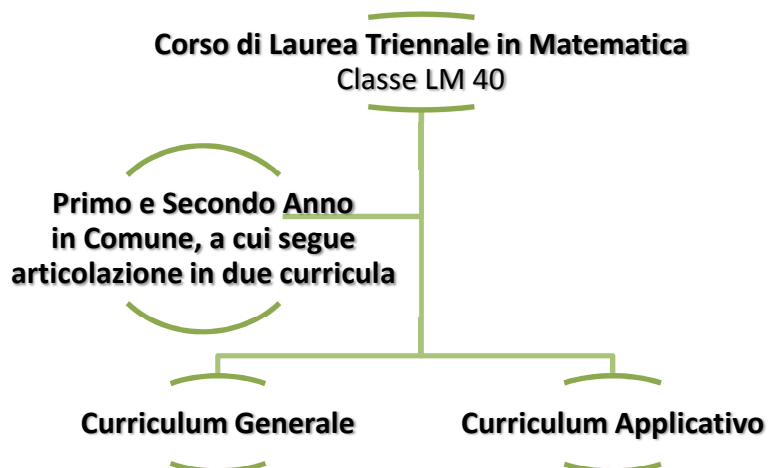 Corso di Laurea Triennale in Matematica
Classe LM 40
Primo e Secondo Anno
in Comune, a cui segue
articolazione in due curricula
Curriculum Generale
Curriculum Applicativo